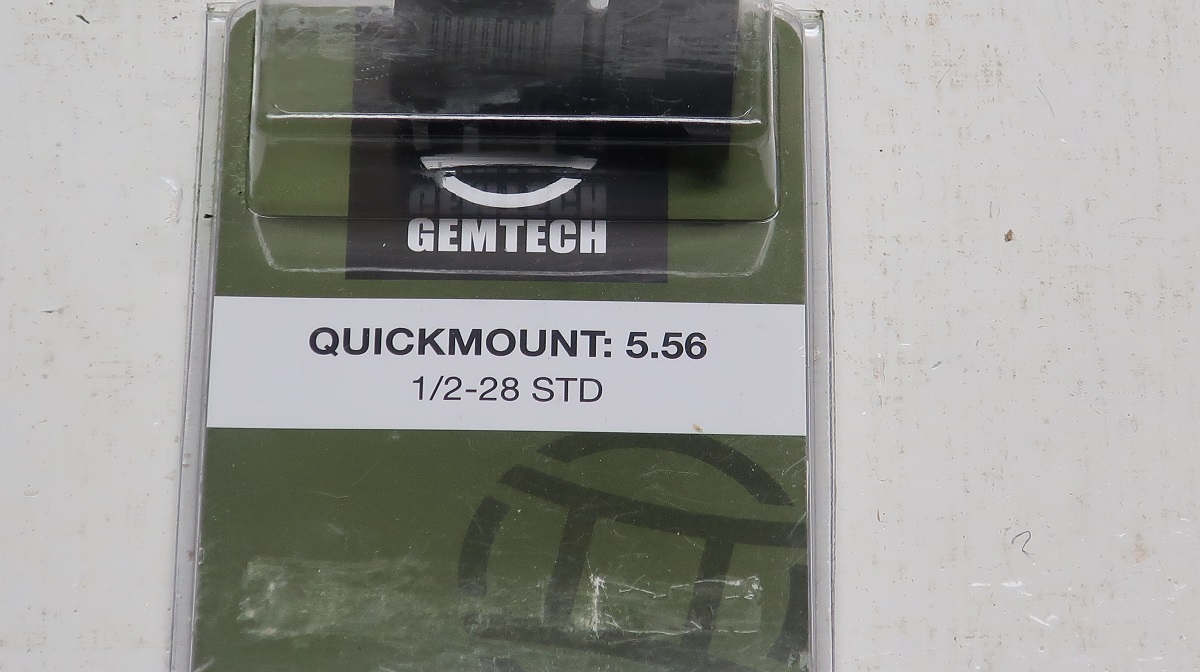 GEMTECH
QUICKMOUNT: 5.56
1/2-28 STD